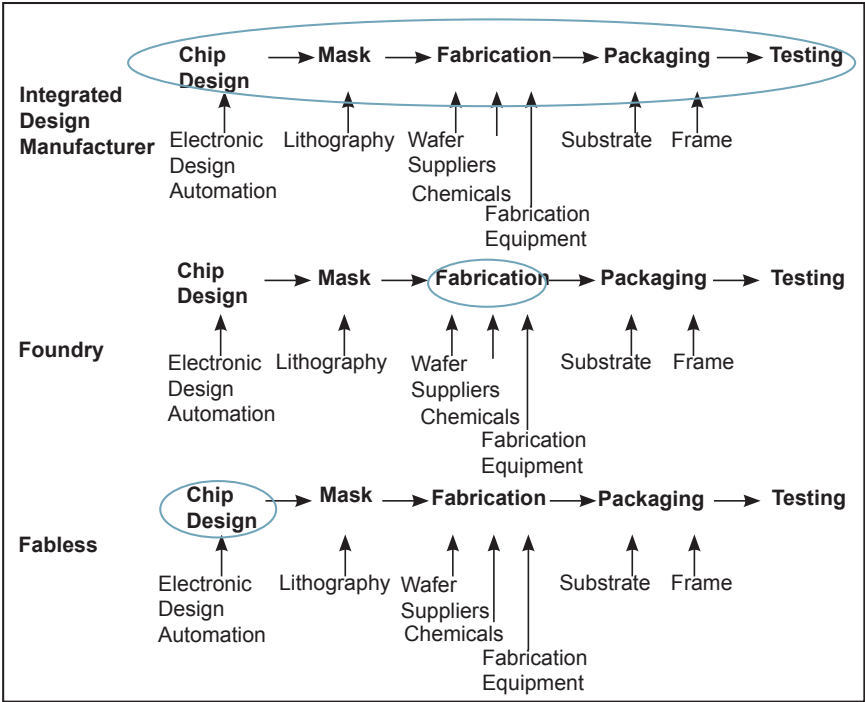 Chip
Design
Mask
Fabrication
Packaging
Testing
Integrated
Design
Manufacturer
Electronic
Design
Automation
Lithography
Wafer
Suppliers
Chemicals
Fabrication
Equipment
Substrate
Frame
Chip
Design
Mask
Fabrication
Packaging
Testing
Foundry
Electronic
Design
Automation
Lithography
Wafer
Suppliers
Chemicals
Fabrication
Equipment
Substrate
Frame
Chip
Design
Mask
Fabrication
Packaging
Testing
Fabless
Electronic
Design
Automation
Lithography
Wafer
Suppliers
Chemicals
Fabrication
Equipment
Substrate
Frame